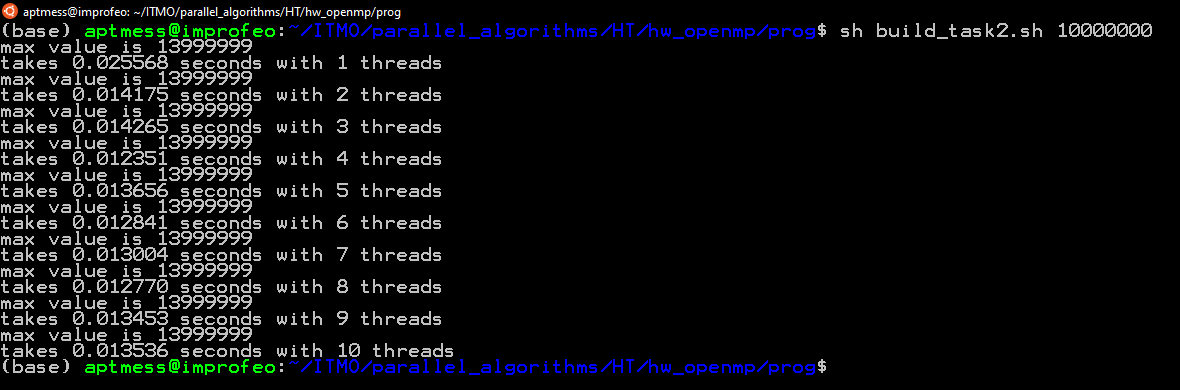 aptmess@improfeo: ~/ITMO/parallel_algorithms/HT/hw_openmp/prog
(base) aptmess@improfeo:~/ITMO/parallel_algorithms/HT/hw_openmp/prog$ sh build_task2.sh 10000000
max value is 13999999
takes 0.025568 seconds with 1 threads
max value is 13999999
takes 0.014175 seconds with 2 threads
max value is 13999999
takes 0.014265 seconds with 3 threads
max value is 13999999
takes 0.012351 seconds with 4 threads
max value is 13999999
takes 0.013656 seconds with 5 threads
max value is 13999999
takes 0.012841 seconds with 6 threads
max value is 13999999
takes 0.013004 seconds with 7 threads
max value is 13999999
takes 0.012770 seconds with 8 threads
max value is 13999999
takes 0.013453 seconds with 9 threads
max value is 13999999
takes 0.013536 seconds with 10 threads
(base) aptmess@improfeo:~/ITMO/parallel_algorithms/HT/hw_openmp/prog$